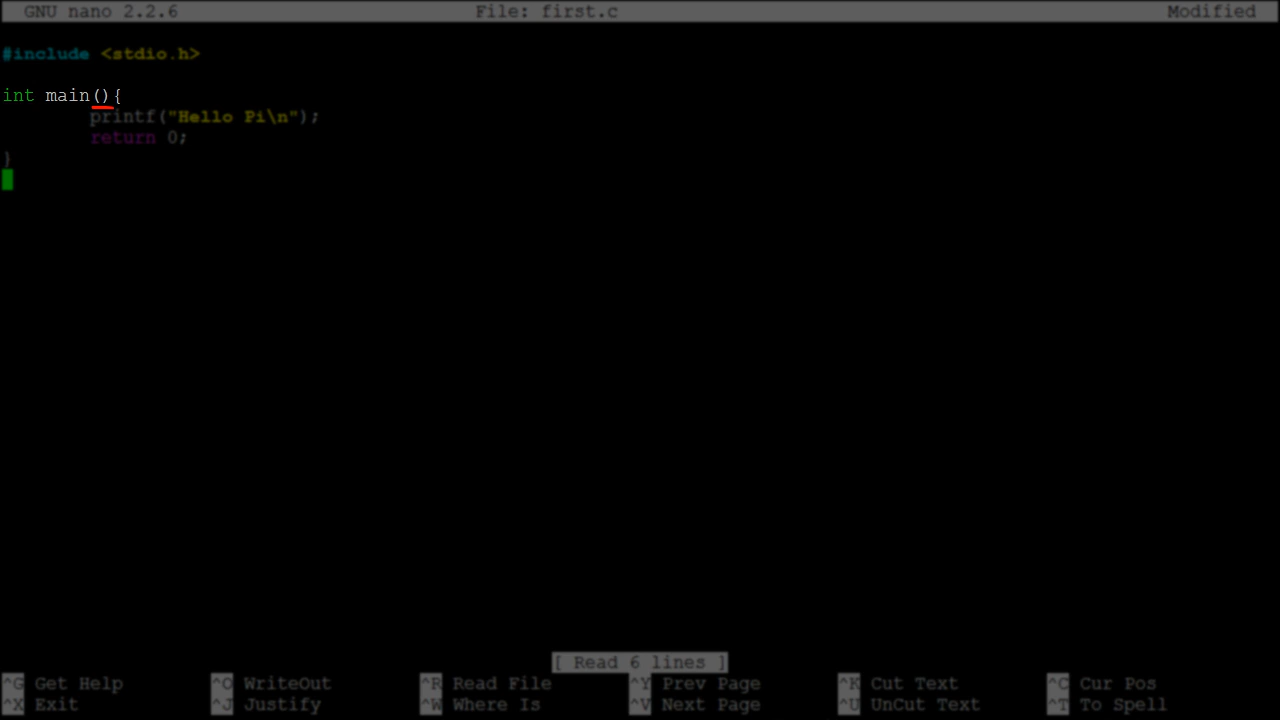 GNU nano 2.2.6 File: first.c Modified
#include <stdio.h>
int main(){
printf("Hello Pi\n");
return 0;
}
[ Read 6 lines ]
^G Get Help ^O WriteOut ^R Read File ^Y Prev Page ^K Cut Text ^C Cur Pos
^X Exit ^J Justify ^W Where Is ^V Next Page ^U UnCut Text ^T To Spell